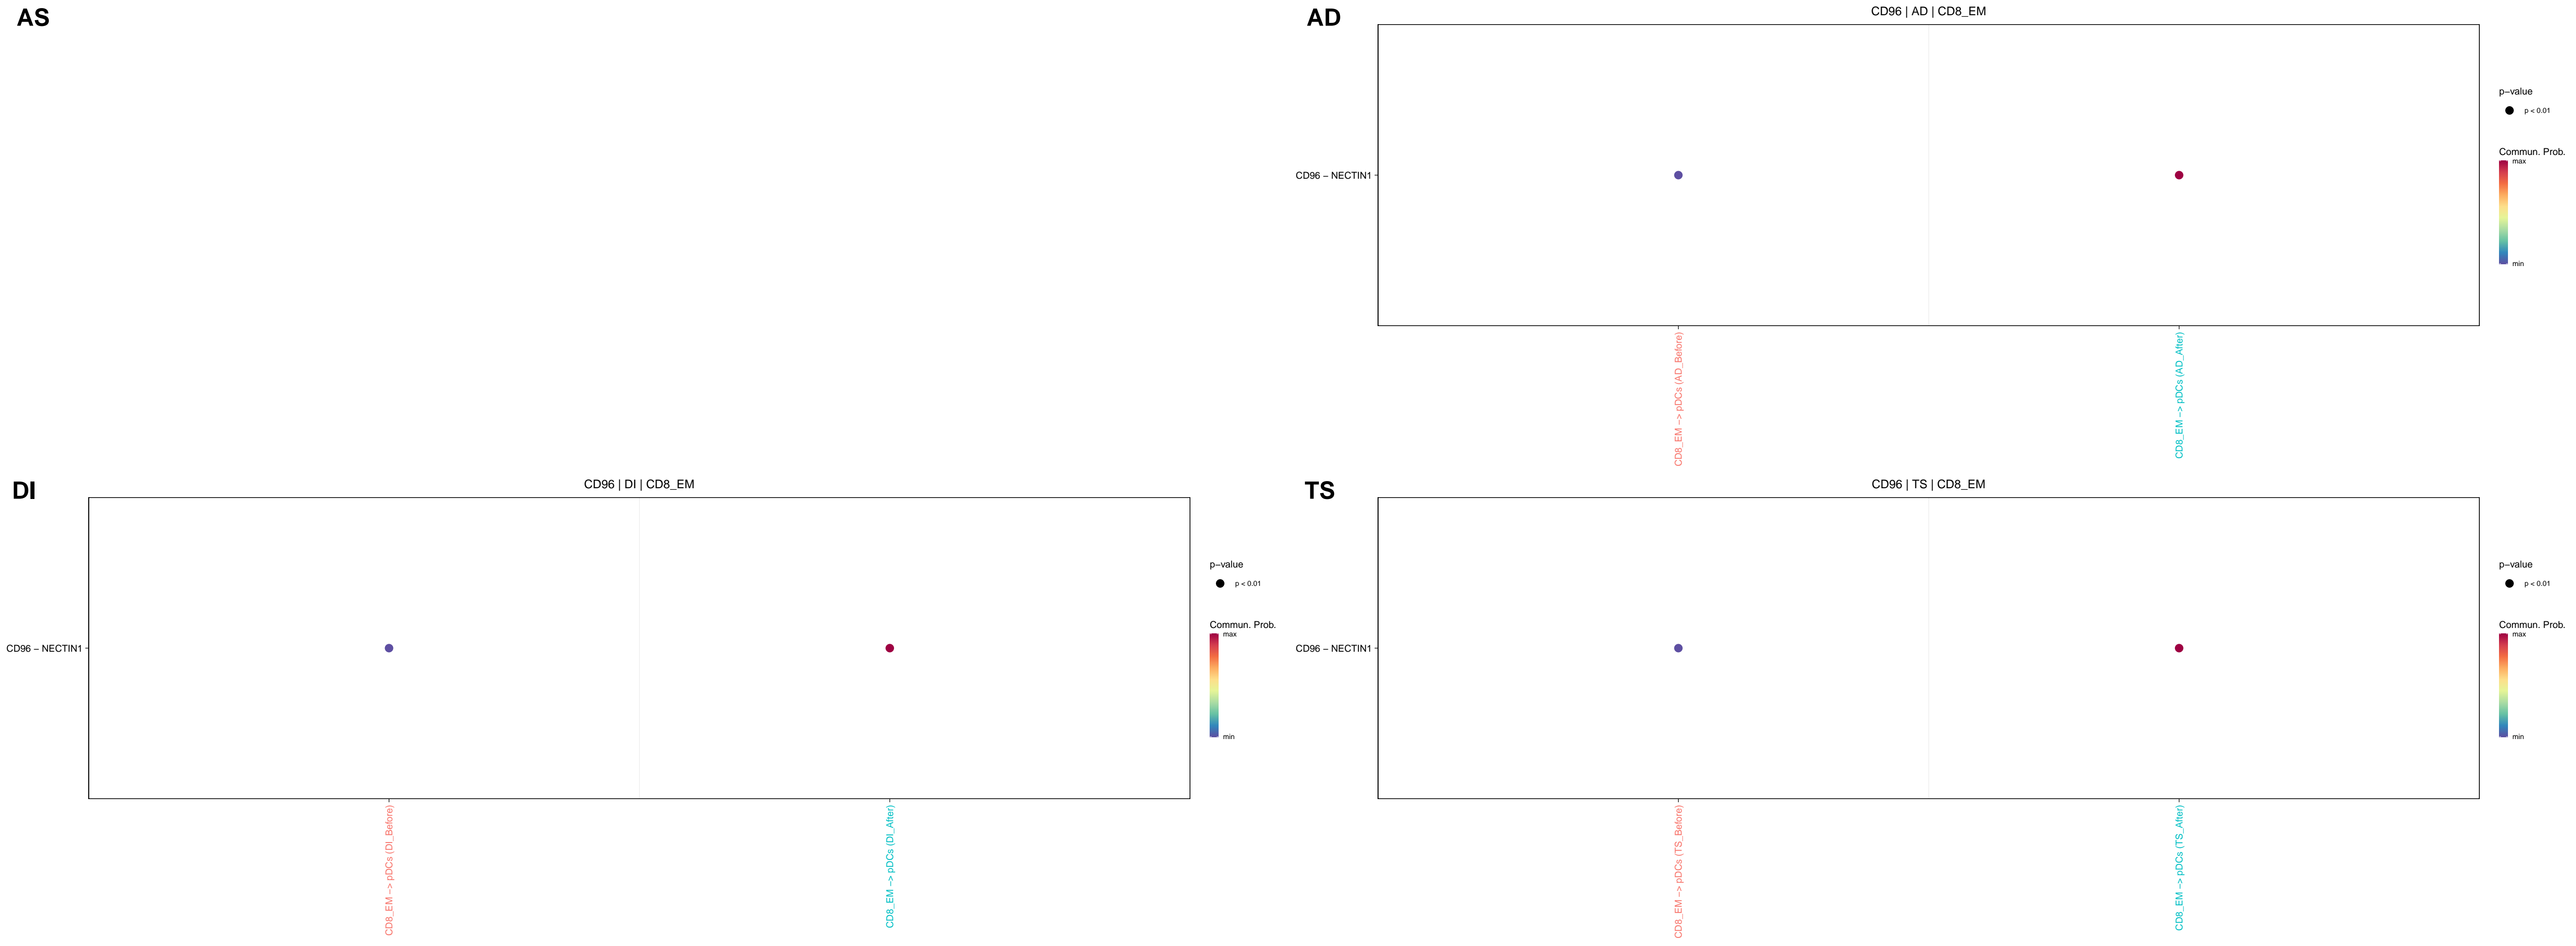 AS
AD
CD96 | AD | CD8_EM
CD96 − NECTIN1
CD8_EM −> pDCs (AD_Before)
CD8_EM −> pDCs (AD_After)
p−value
p < 0.01
Commun. Prob.
max
min
DI
CD96 | DI | CD8_EM
CD96 − NECTIN1
CD8_EM −> pDCs (DI_Before)
CD8_EM −> pDCs (DI_After)
p−value
p < 0.01
Commun. Prob.
max
min
TS
CD96 | TS | CD8_EM
CD96 − NECTIN1
CD8_EM −> pDCs (TS_Before)
CD8_EM −> pDCs (TS_After)
p−value
p < 0.01
Commun. Prob.
max
min